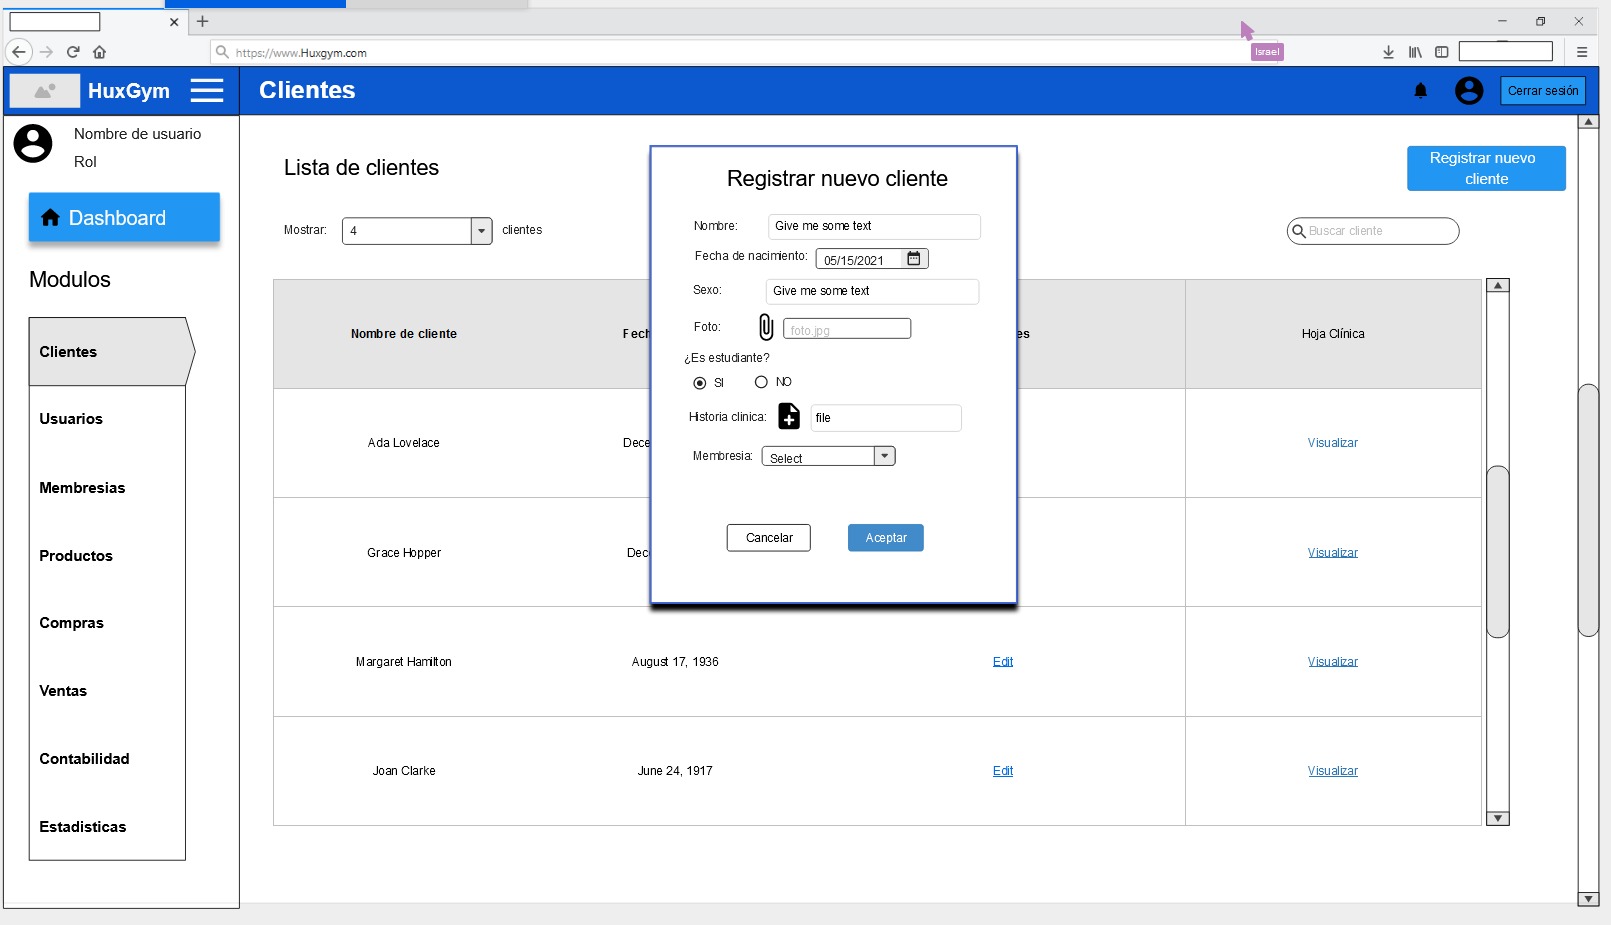 https://www.Huxgym.com
Israel
HuxGym
Clientes
Cerrar sesión
Nombre de usuario
Rol
Dashboard
Modulos
Clientes
Usuarios
Membresias
Productos
Compras
Ventas
Contabilidad
Estadisticas
Lista de clientes
Registrar nuevo
cliente
Mostrar: 4 clientes
Buscar cliente
Nombre de cliente Fech es Hoja Clínica
Ada Lovelace Dece Visualizar
Grace Hopper Dec Visualizar
Margaret Hamilton August 17, 1936 Edit Visualizar
Joan Clarke June 24, 1917 Edit Visualizar
Registrar nuevo cliente
Nombre: Give me some text
Fecha de nacimiento: 05/15/2021
Sexo: Give me some text
Foto: foto.jpg
¿Es estudiante?
SI NO
Historia clinica: file
Membresia: Select
Cancelar Aceptar